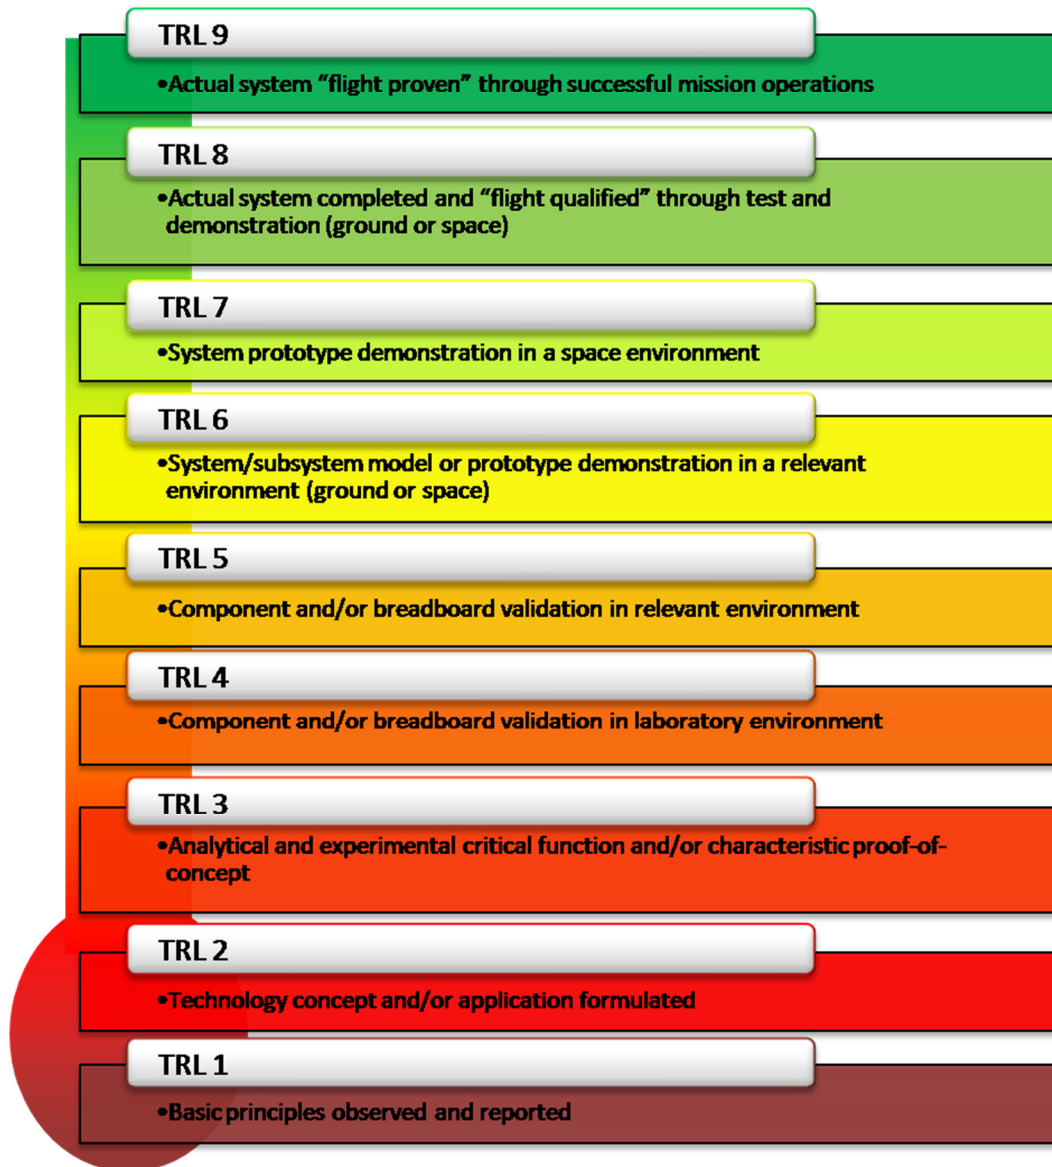 TRL 9
•Actual system “flight proven” through successful mission operations
TRL 8
•Actual system completed and “flight qualified” through test and
demonstration (ground or space)
TRL 7
•System prototype demonstration in a space environment
TRL 6
•System/subsystem model or prototype demonstration in a relevant
environment (ground or space)
TRL 5
•Component and/or breadboard validation in relevant environment
TRL 4
•Component and/or breadboard validation in laboratory environment
TRL 3
•Analytical and experimental critical function and/or characteristic proof-of-
concept
TRL 2
•Technology concept and/or application formulated
TRL 1
•Basic principles observed and reported